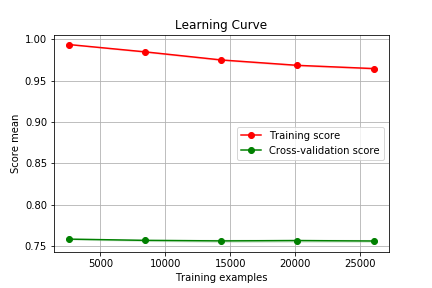 Learning Curve
1.00
0.95
0.90
0.85
0.80
0.75
Score mean
Training score
Cross-validation score
5000 10000 15000 20000 25000
Training examples